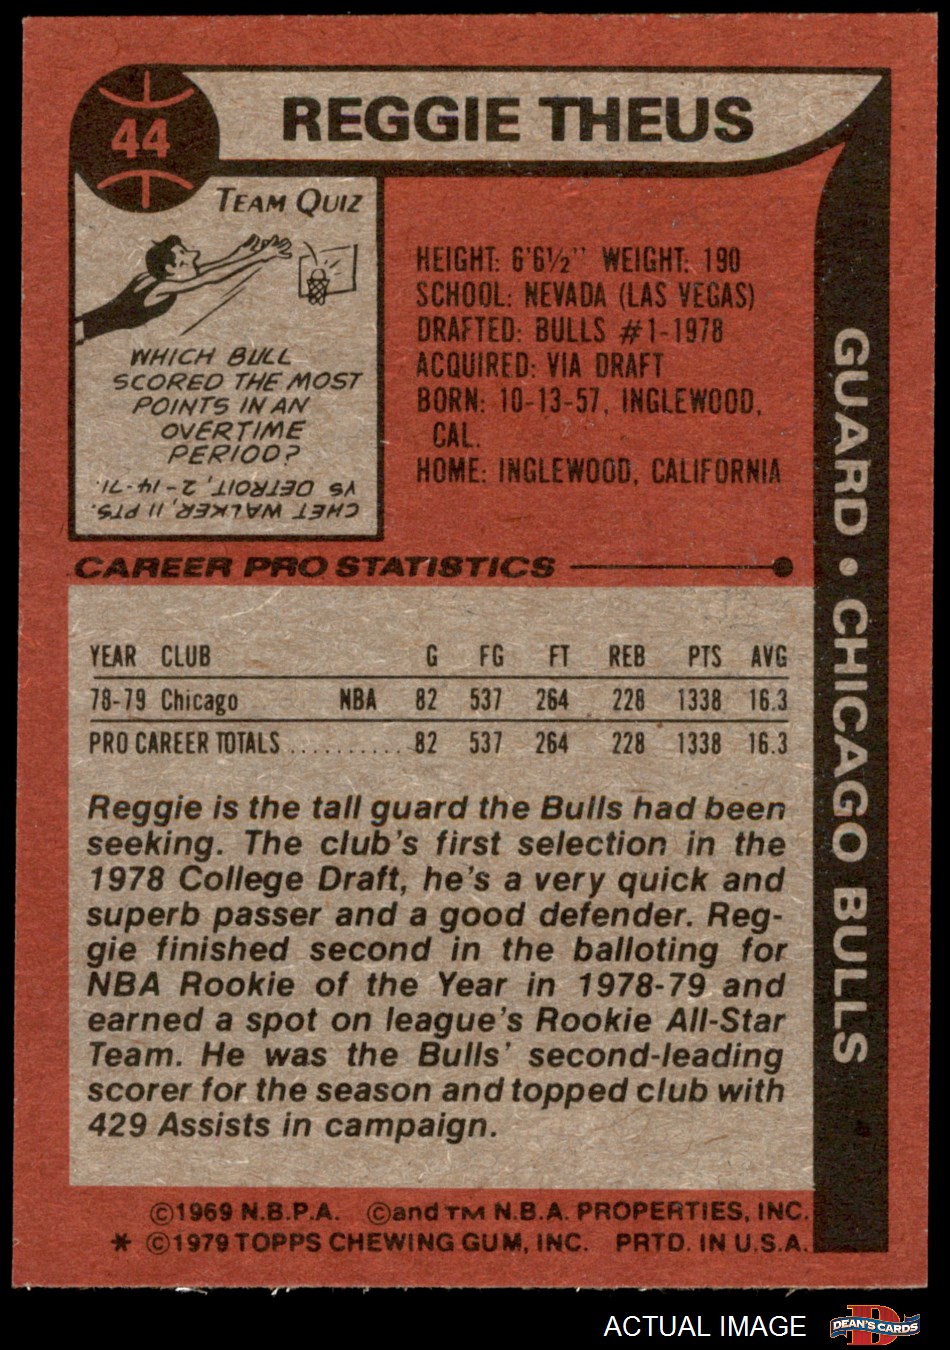 44
REGGIE THEUS
TEAM QUIZ
WHICH BULL
SCORED THE MOST
POINTS IN AN
OVERTIME
PERIOD?
CHET WALKER, 11 PTS.
VS DETROIT, 2-14-71.
HEIGHT: 6'6½" WEIGHT: 190
SCHOOL: NEVADA (LAS VEGAS)
DRAFTED: BULLS #1-1978
ACQUIRED: VIA DRAFT
BORN: 10-13-57, INGLEWOOD,
CAL.
HOME: INGLEWOOD, CALIFORNIA
GUARD • CHICAGO BULLS
CAREER PRO STATISTICS
YEAR CLUB G FG FT REB PTS AVG
78-79 Chicago NBA 82 537 264 228 1338 16.3
PRO CAREER TOTALS .......... 82 537 264 228 1338 16.3
Reggie is the tall guard the Bulls had been
seeking. The club's first selection in the
1978 College Draft, he's a very quick and
superb passer and a good defender. Reg-
gie finished second in the balloting for
NBA Rookie of the Year in 1978-79 and
earned a spot on league's Rookie All-Star
Team. He was the Bulls' second-leading
scorer for the season and topped club with
429 Assists in campaign.
©1969 N.B.P.A. ©and TM N.B.A. PROPERTIES, INC.
* ©1979 TOPPS CHEWING GUM, INC. PRTD. IN U.S.A.
ACTUAL IMAGE
D
DEAN'S CARDS